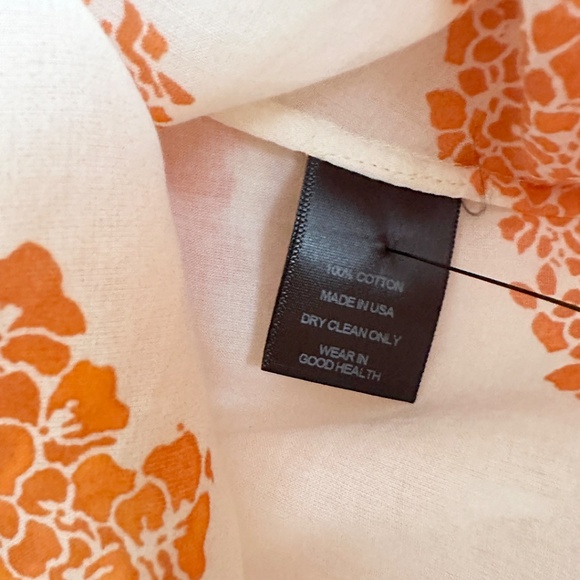 100% COTTON
MADE IN USA
DRY CLEAN ONLY
WEAR IN
GOOD HEALTH